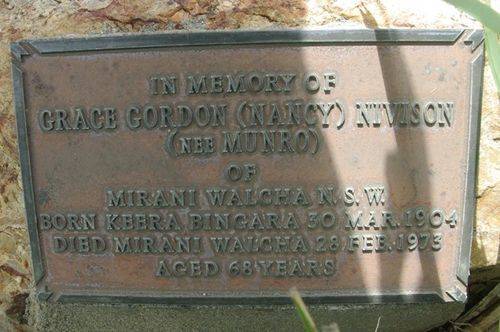 IN MEMORY OF
GRACE GORDON (NANCY) NIVISON
(NEE MUNRO)
OF
MIRANI WALCHA N.S.W.
BORN KEERA, BINGARA 30 MAR. 1904
DIED MIRANI WALCHA 28 FEB. 1973
AGED 68 YEARS